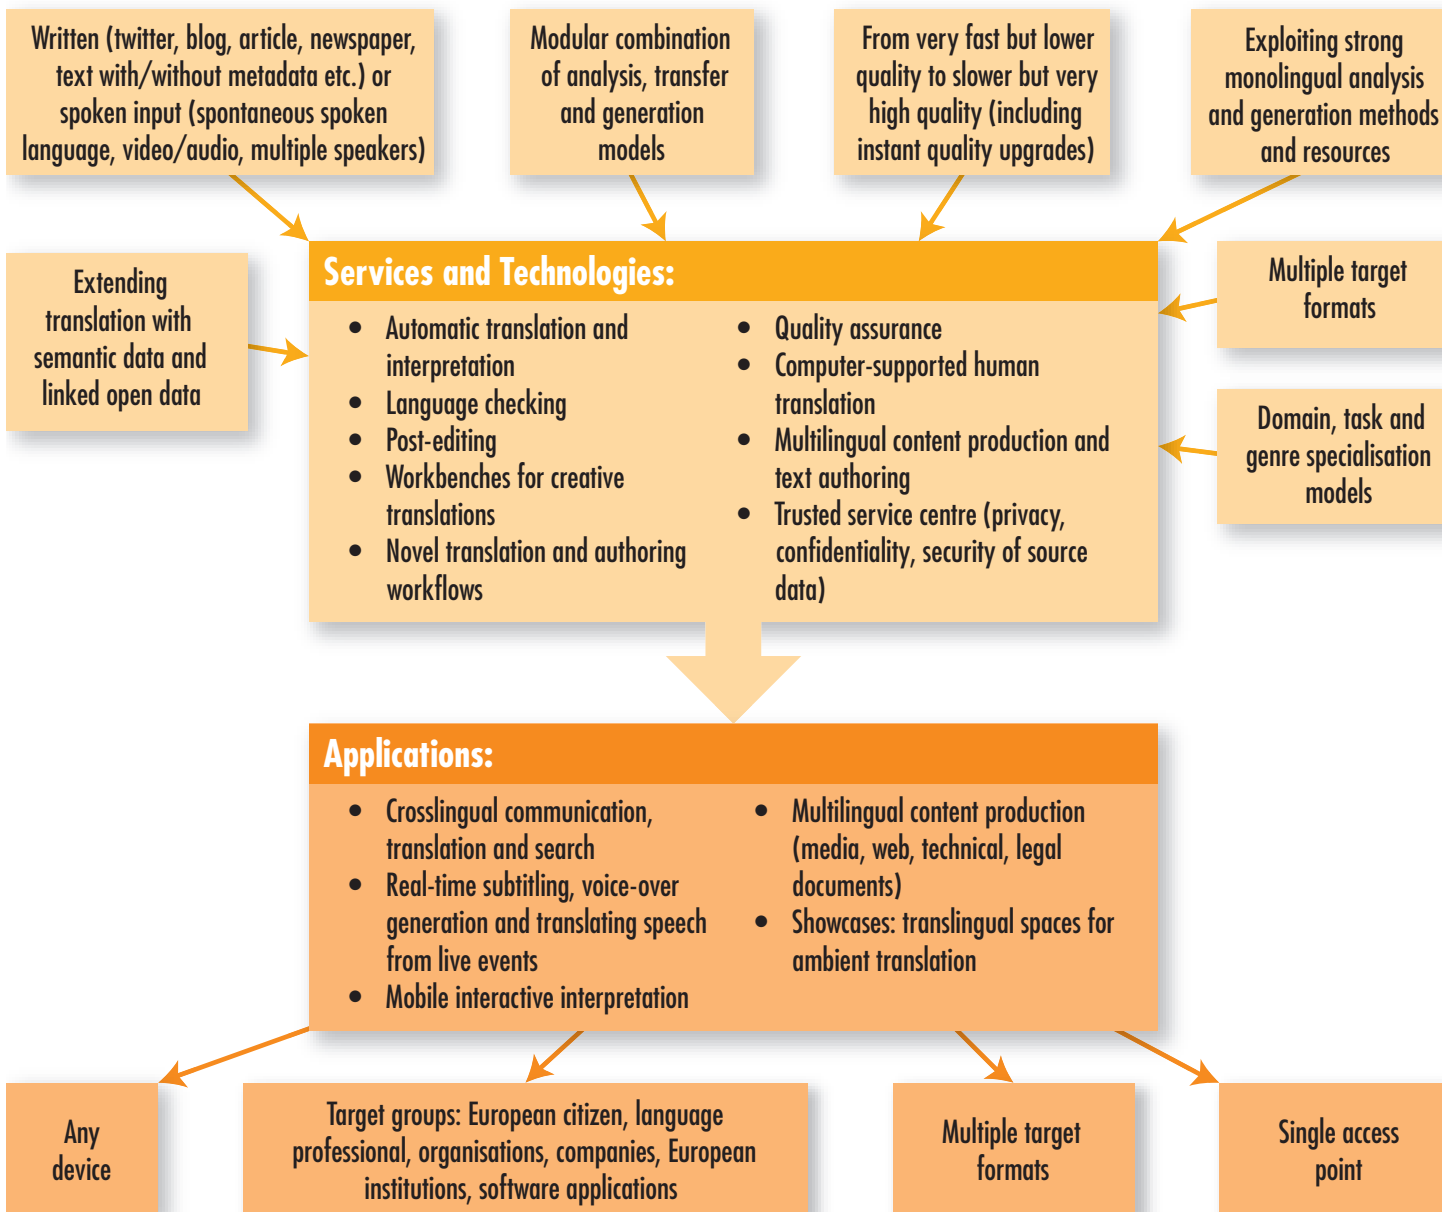 Written (twitter, blog, article, newspaper,
text with/without metadata etc.) or
spoken input (spontaneous spoken
language, video/audio, multiple speakers)
Modular combination
of analysis, transfer
and generation
models
From very fast but lower
quality to slower but very
high quality (including
instant quality upgrades)
Exploiting strong
monolingual analysis
and generation methods
and resources
Extending
translation with
semantic data and
linked open data
Services and Technologies:
• Automatic translation and
interpretation
• Language checking
• Post-editing
• Workbenches for creative
translations
• Novel translation and authoring
workflows
• Quality assurance
• Computer-supported human
translation
• Multilingual content production and
text authoring
• Trusted service centre (privacy,
confidentiality, security of source
data)
Multiple target
formats
Domain, task and
genre specialisation
models
Applications:
• Crosslingual communication,
translation and search
• Real-time subtitling, voice-over
generation and translating speech
from live events
• Mobile interactive interpretation
• Multilingual content production
(media, web, technical, legal
documents)
• Showcases: translingual spaces for
ambient translation
Any
device
Target groups: European citizen, language
professional, organisations, companies, European
institutions, software applications
Multiple target
formats
Single access
point